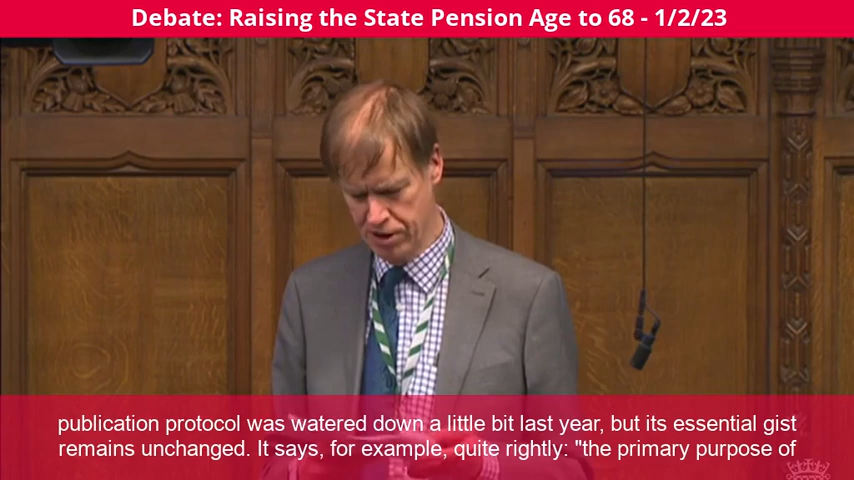 Debate: Raising the State Pension Age to 68 - 1/2/23
publication protocol was watered down a little bit last year, but its essential gist
remains unchanged. It says, for example, quite rightly: "the primary purpose of